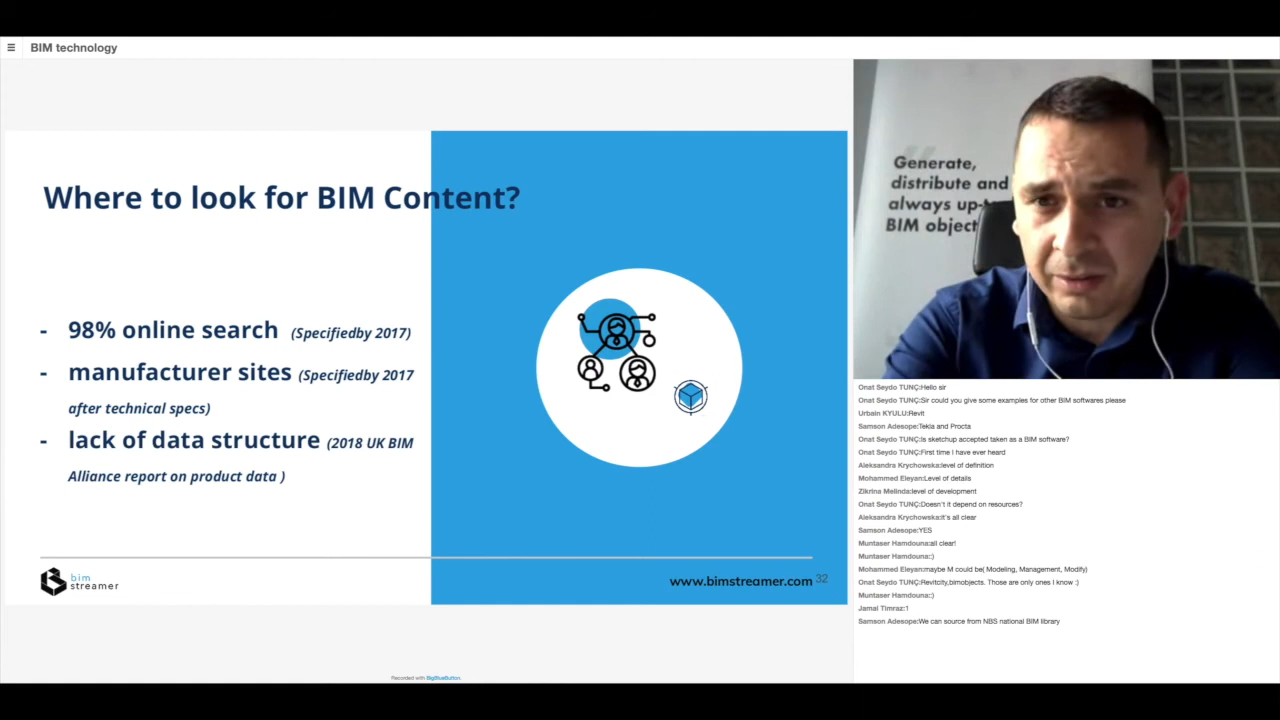 ☰ BIM technology
Where to look for BIM Content?
- 98% online search (Specifiedby 2017)
- manufacturer sites (Specifiedby 2017
after technical specs)
- lack of data structure (2018 UK BIM
Alliance report on product data )
bim
streamer
www.bimstreamer.com 32
Recorded with BigBlueButton.
Generate,
distribute and
always up-
BIM object
Onat Seydo TUNÇ:Hello sir
Onat Seydo TUNÇ:Sir could you give some examples for other BIM softwares please
Urbain KYULU:Revit
Samson Adesope:Tekla and Procta
Onat Seydo TUNÇ:Is sketchup accepted taken as a BIM software?
Onat Seydo TUNÇ:First time I have ever heard
Aleksandra Krychowska:level of definition
Mohammed Eleyan:Level of details
Zikrina Melinda:level of development
Onat Seydo TUNÇ:Doesn't it depend on resources?
Aleksandra Krychowska:it's all clear
Samson Adesope:YES
Muntaser Hamdouna:all clear!
Muntaser Hamdouna::)
Mohammed Eleyan:maybe M could be( Modeling, Management, Modify)
Onat Seydo TUNÇ:Revitcity,bimobjects. Those are only ones I know :)
Muntaser Hamdouna::)
Jamal Timraz:1
Samson Adesope:We can source from NBS national BIM library